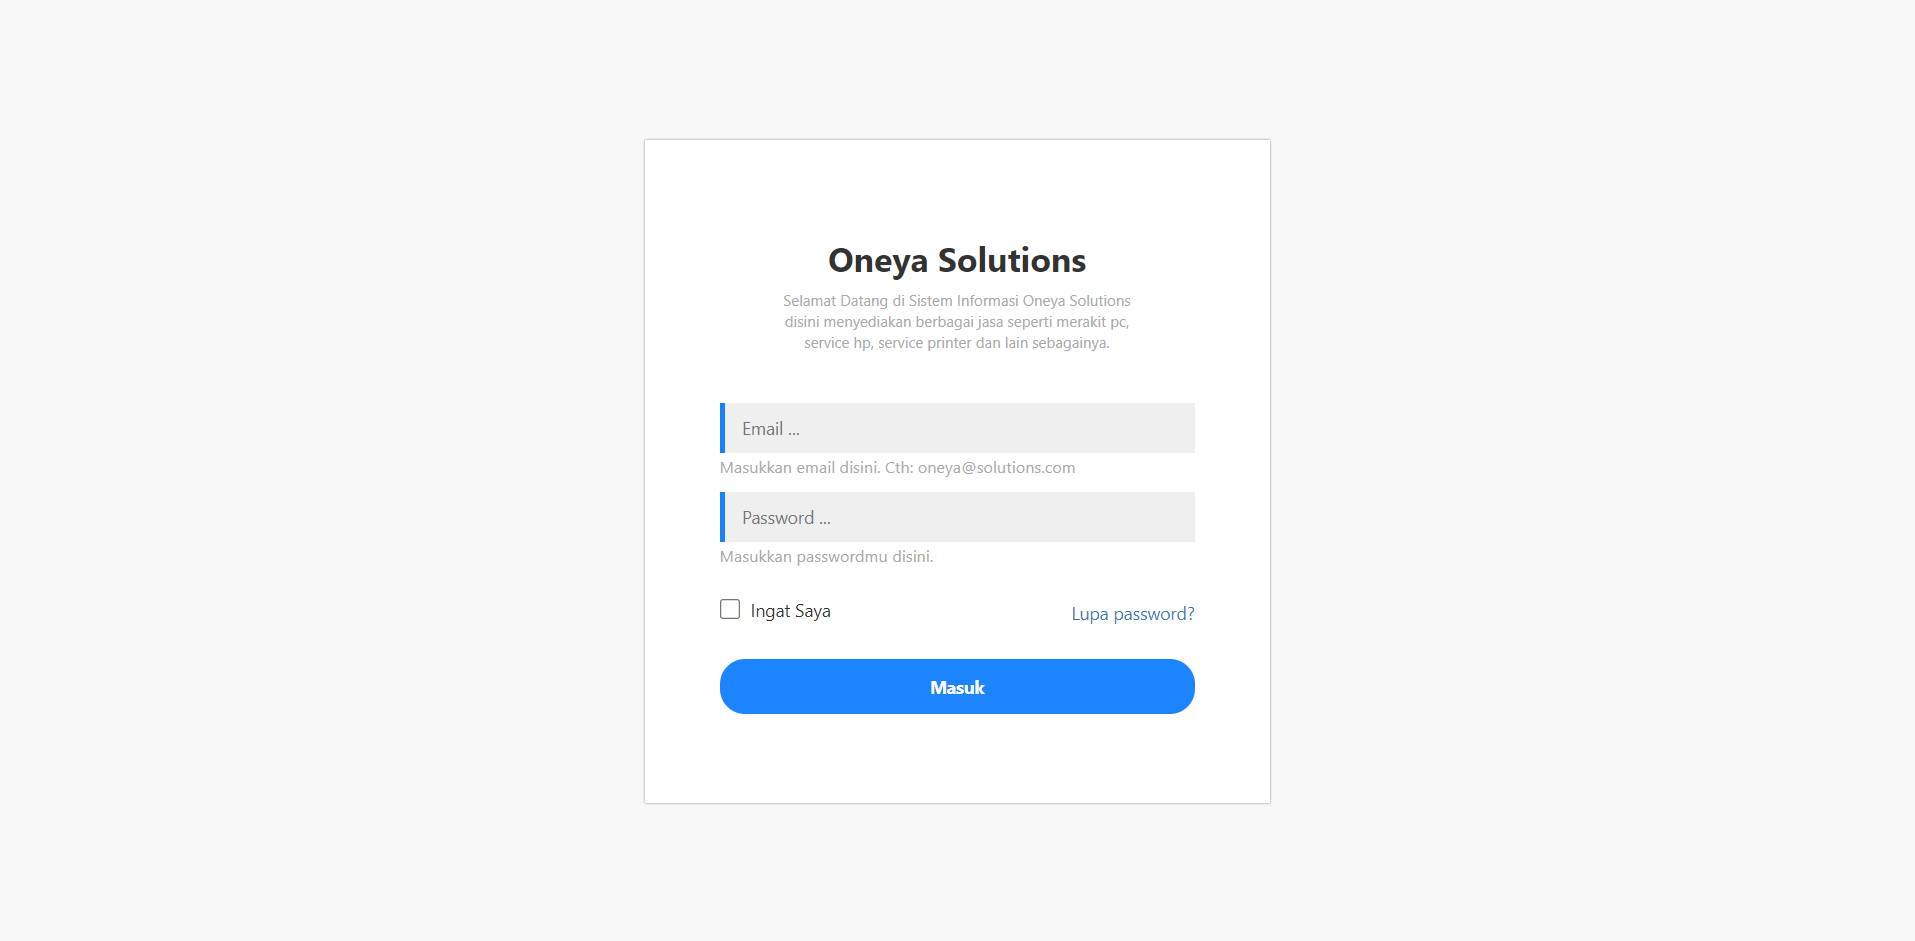 Oneya Solutions
Selamat Datang di Sistem Informasi Oneya Solutions
disini menyediakan berbagai jasa seperti merakit pc,
service hp, service printer dan lain sebagainya.
Email ...
Masukkan email disini. Cth: oneya@solutions.com
Password ...
Masukkan passwordmu disini.
Ingat Saya
Lupa password?
Masuk